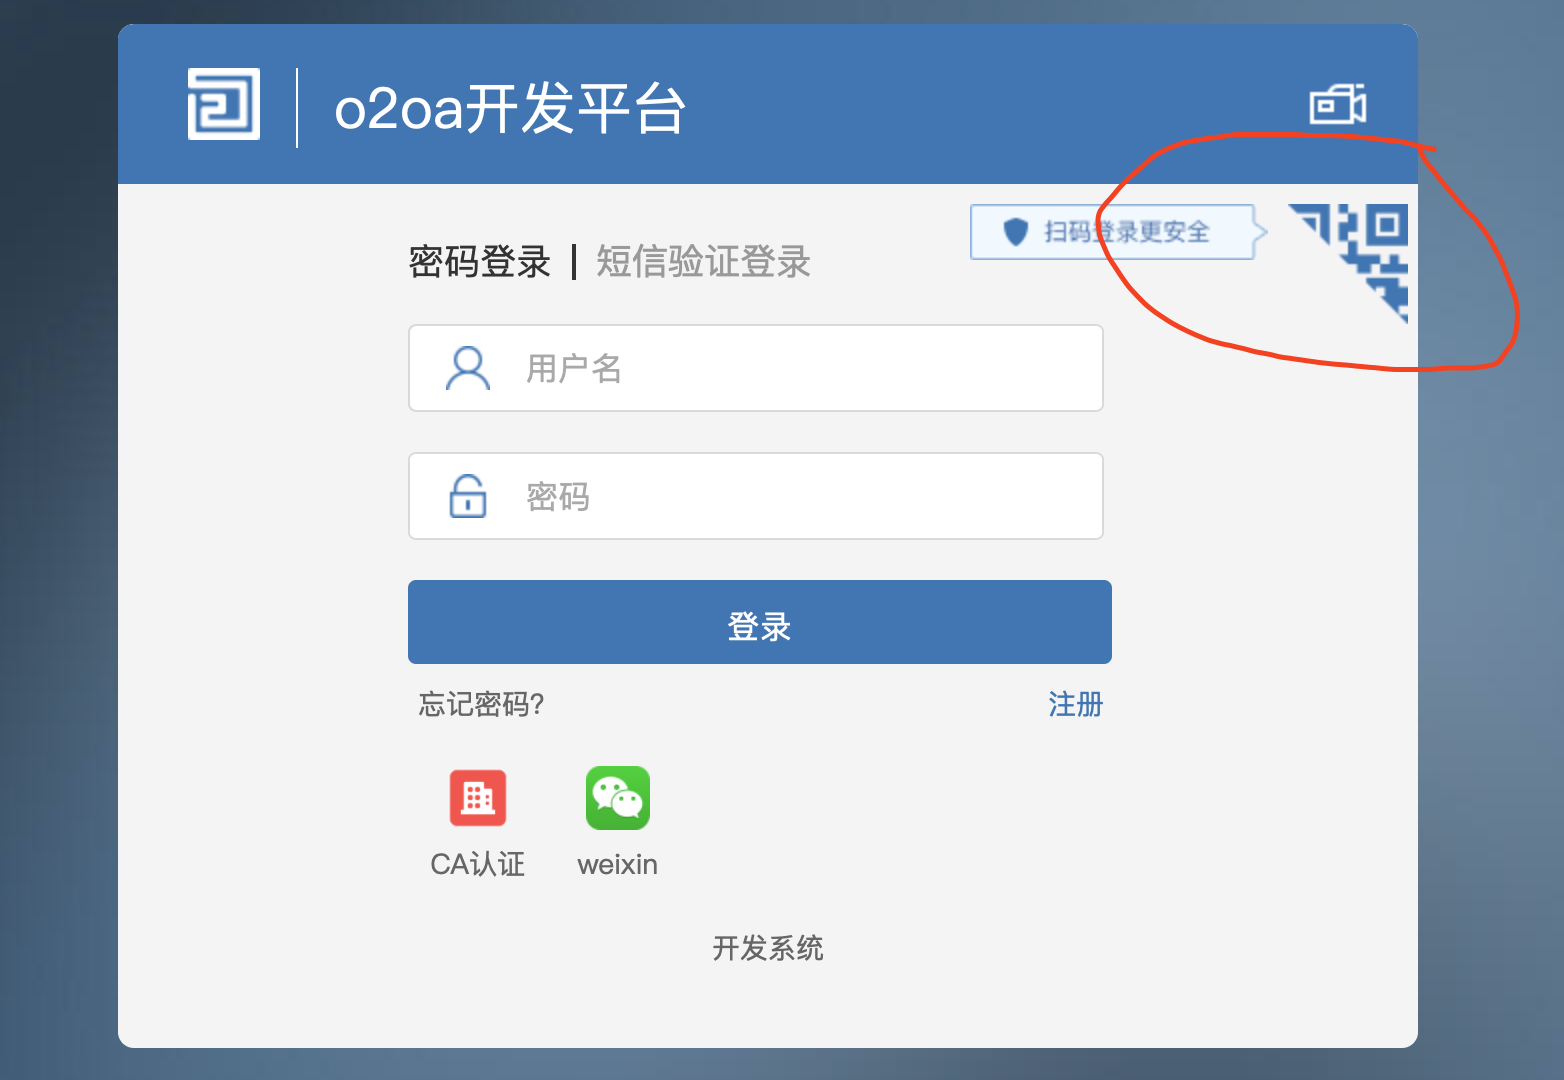 o2oa开发平台
扫码登录更安全
密码登录 | 短信验证登录
用户名
密码
登录
忘记密码?
注册
CA认证
weixin
开发系统